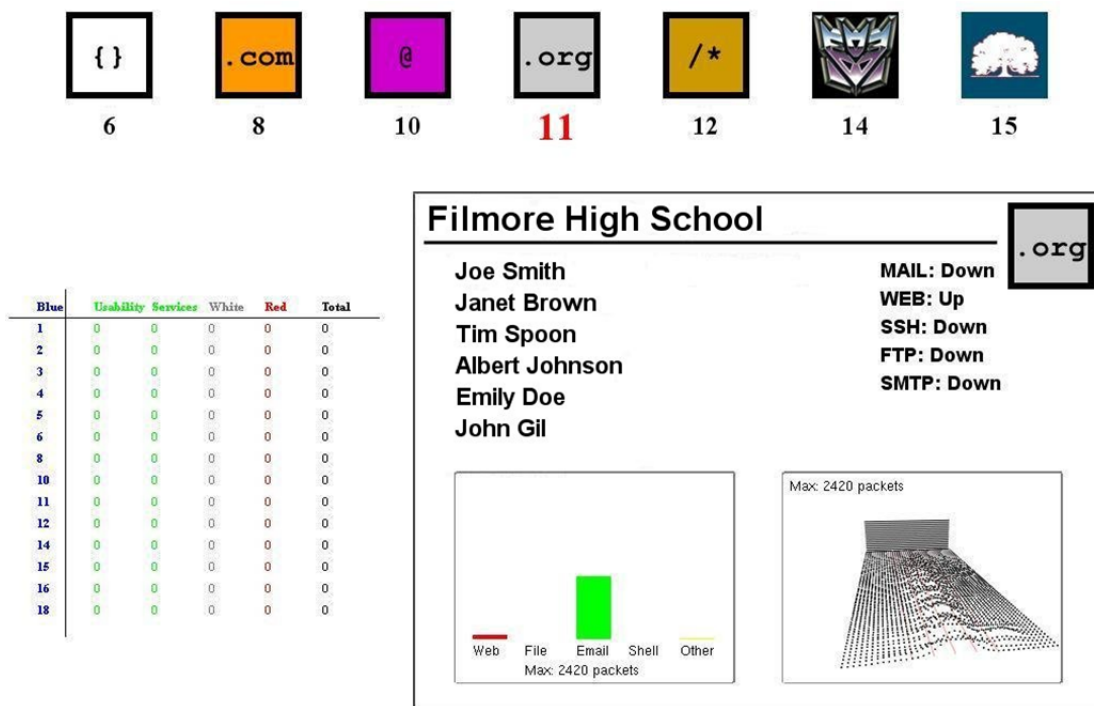 {} .com @ .org /*
6 8 10 11 12 14 15
Filmore High School
.org
Joe Smith
Janet Brown
Tim Spoon
Albert Johnson
Emily Doe
John Gil
MAIL: Down
WEB: Up
SSH: Down
FTP: Down
SMTP: Down
Blue Usability Services White Red Total
1 0 0 0 0 0
2 0 0 0 0 0
3 0 0 0 0 0
4 0 0 0 0 0
5 0 0 0 0 0
6 0 0 0 0 0
8 0 0 0 0 0
10 0 0 0 0 0
11 0 0 0 0 0
12 0 0 0 0 0
14 0 0 0 0 0
15 0 0 0 0 0
16 0 0 0 0 0
18 0 0 0 0 0
Web File Email Shell Other
Max: 2420 packets
Max: 2420 packets